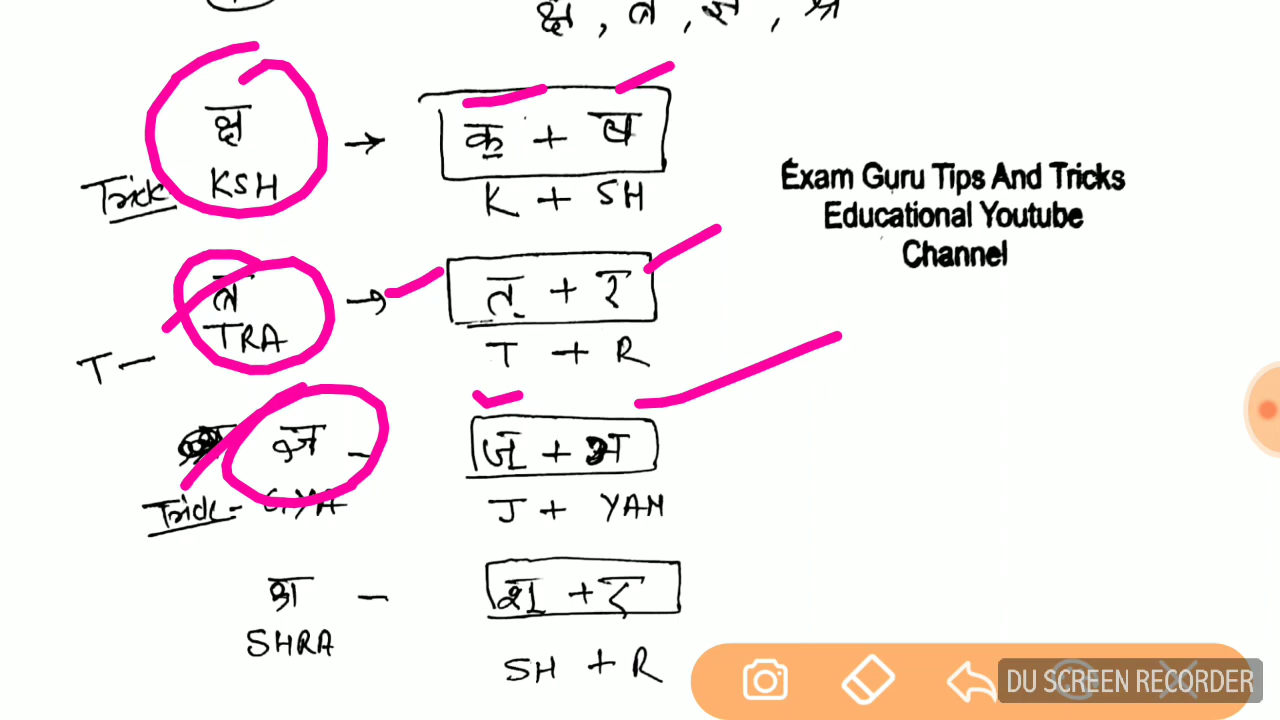 क्ष , त्र , ज्ञ , श्र
क्ष → क् + ष
Trick KSH K + SH
Exam Guru Tips And Tricks
Educational Youtube
Channel
त्र → त् + र
TRA
T – T + R
ज्ञ – ज् + ञ
Trick – GYA J + YAN
श्र – श् + र
SHRA SH + R
DU SCREEN RECORDER